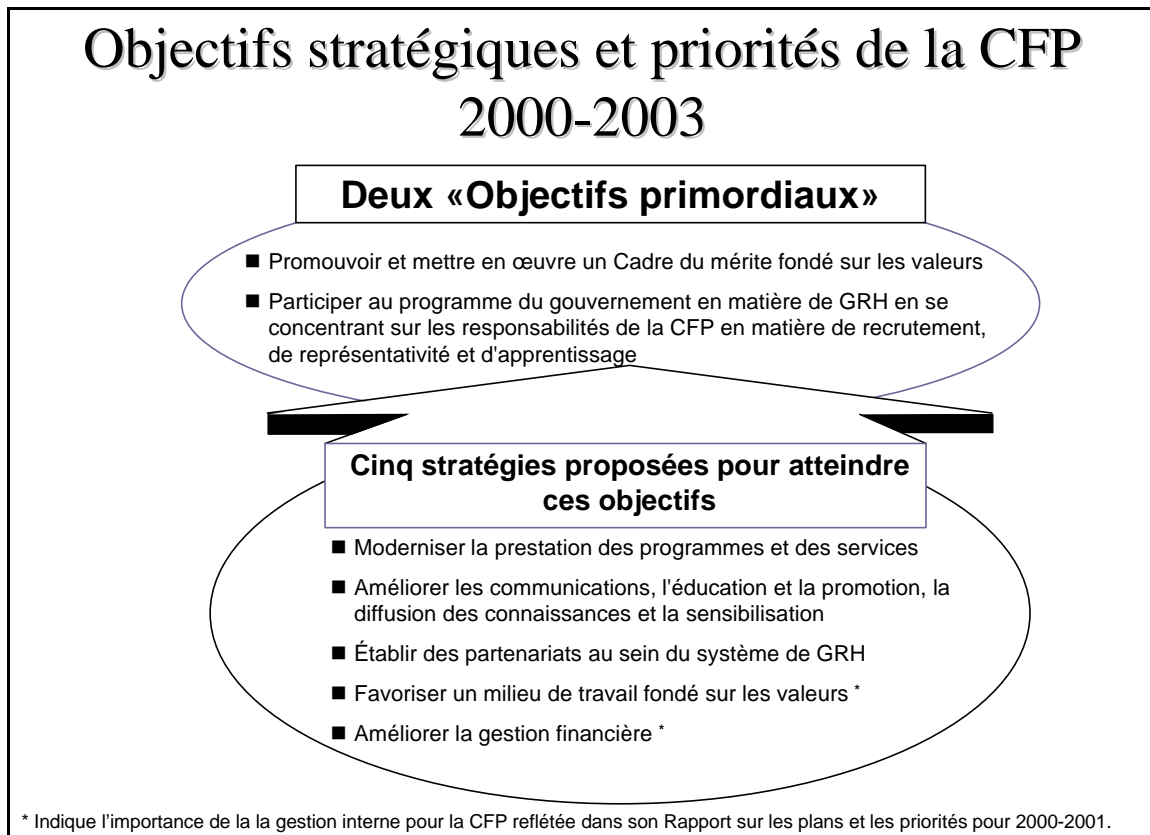 Objectifs stratégiques et priorités de la CFP
2000-2003
Deux «Objectifs primordiaux»
■ Promouvoir et mettre en œuvre un Cadre du mérite fondé sur les valeurs
■ Participer au programme du gouvernement en matière de GRH en se
concentrant sur les responsabilités de la CFP en matière de recrutement,
de représentativité et d'apprentissage
Cinq stratégies proposées pour atteindre
ces objectifs
■ Moderniser la prestation des programmes et des services
■ Améliorer les communications, l'éducation et la promotion, la
diffusion des connaissances et la sensibilisation
■ Établir des partenariats au sein du système de GRH
■ Favoriser un milieu de travail fondé sur les valeurs *
■ Améliorer la gestion financière *
* Indique l’importance de la la gestion interne pour la CFP reflétée dans son Rapport sur les plans et les priorités pour 2000-2001.